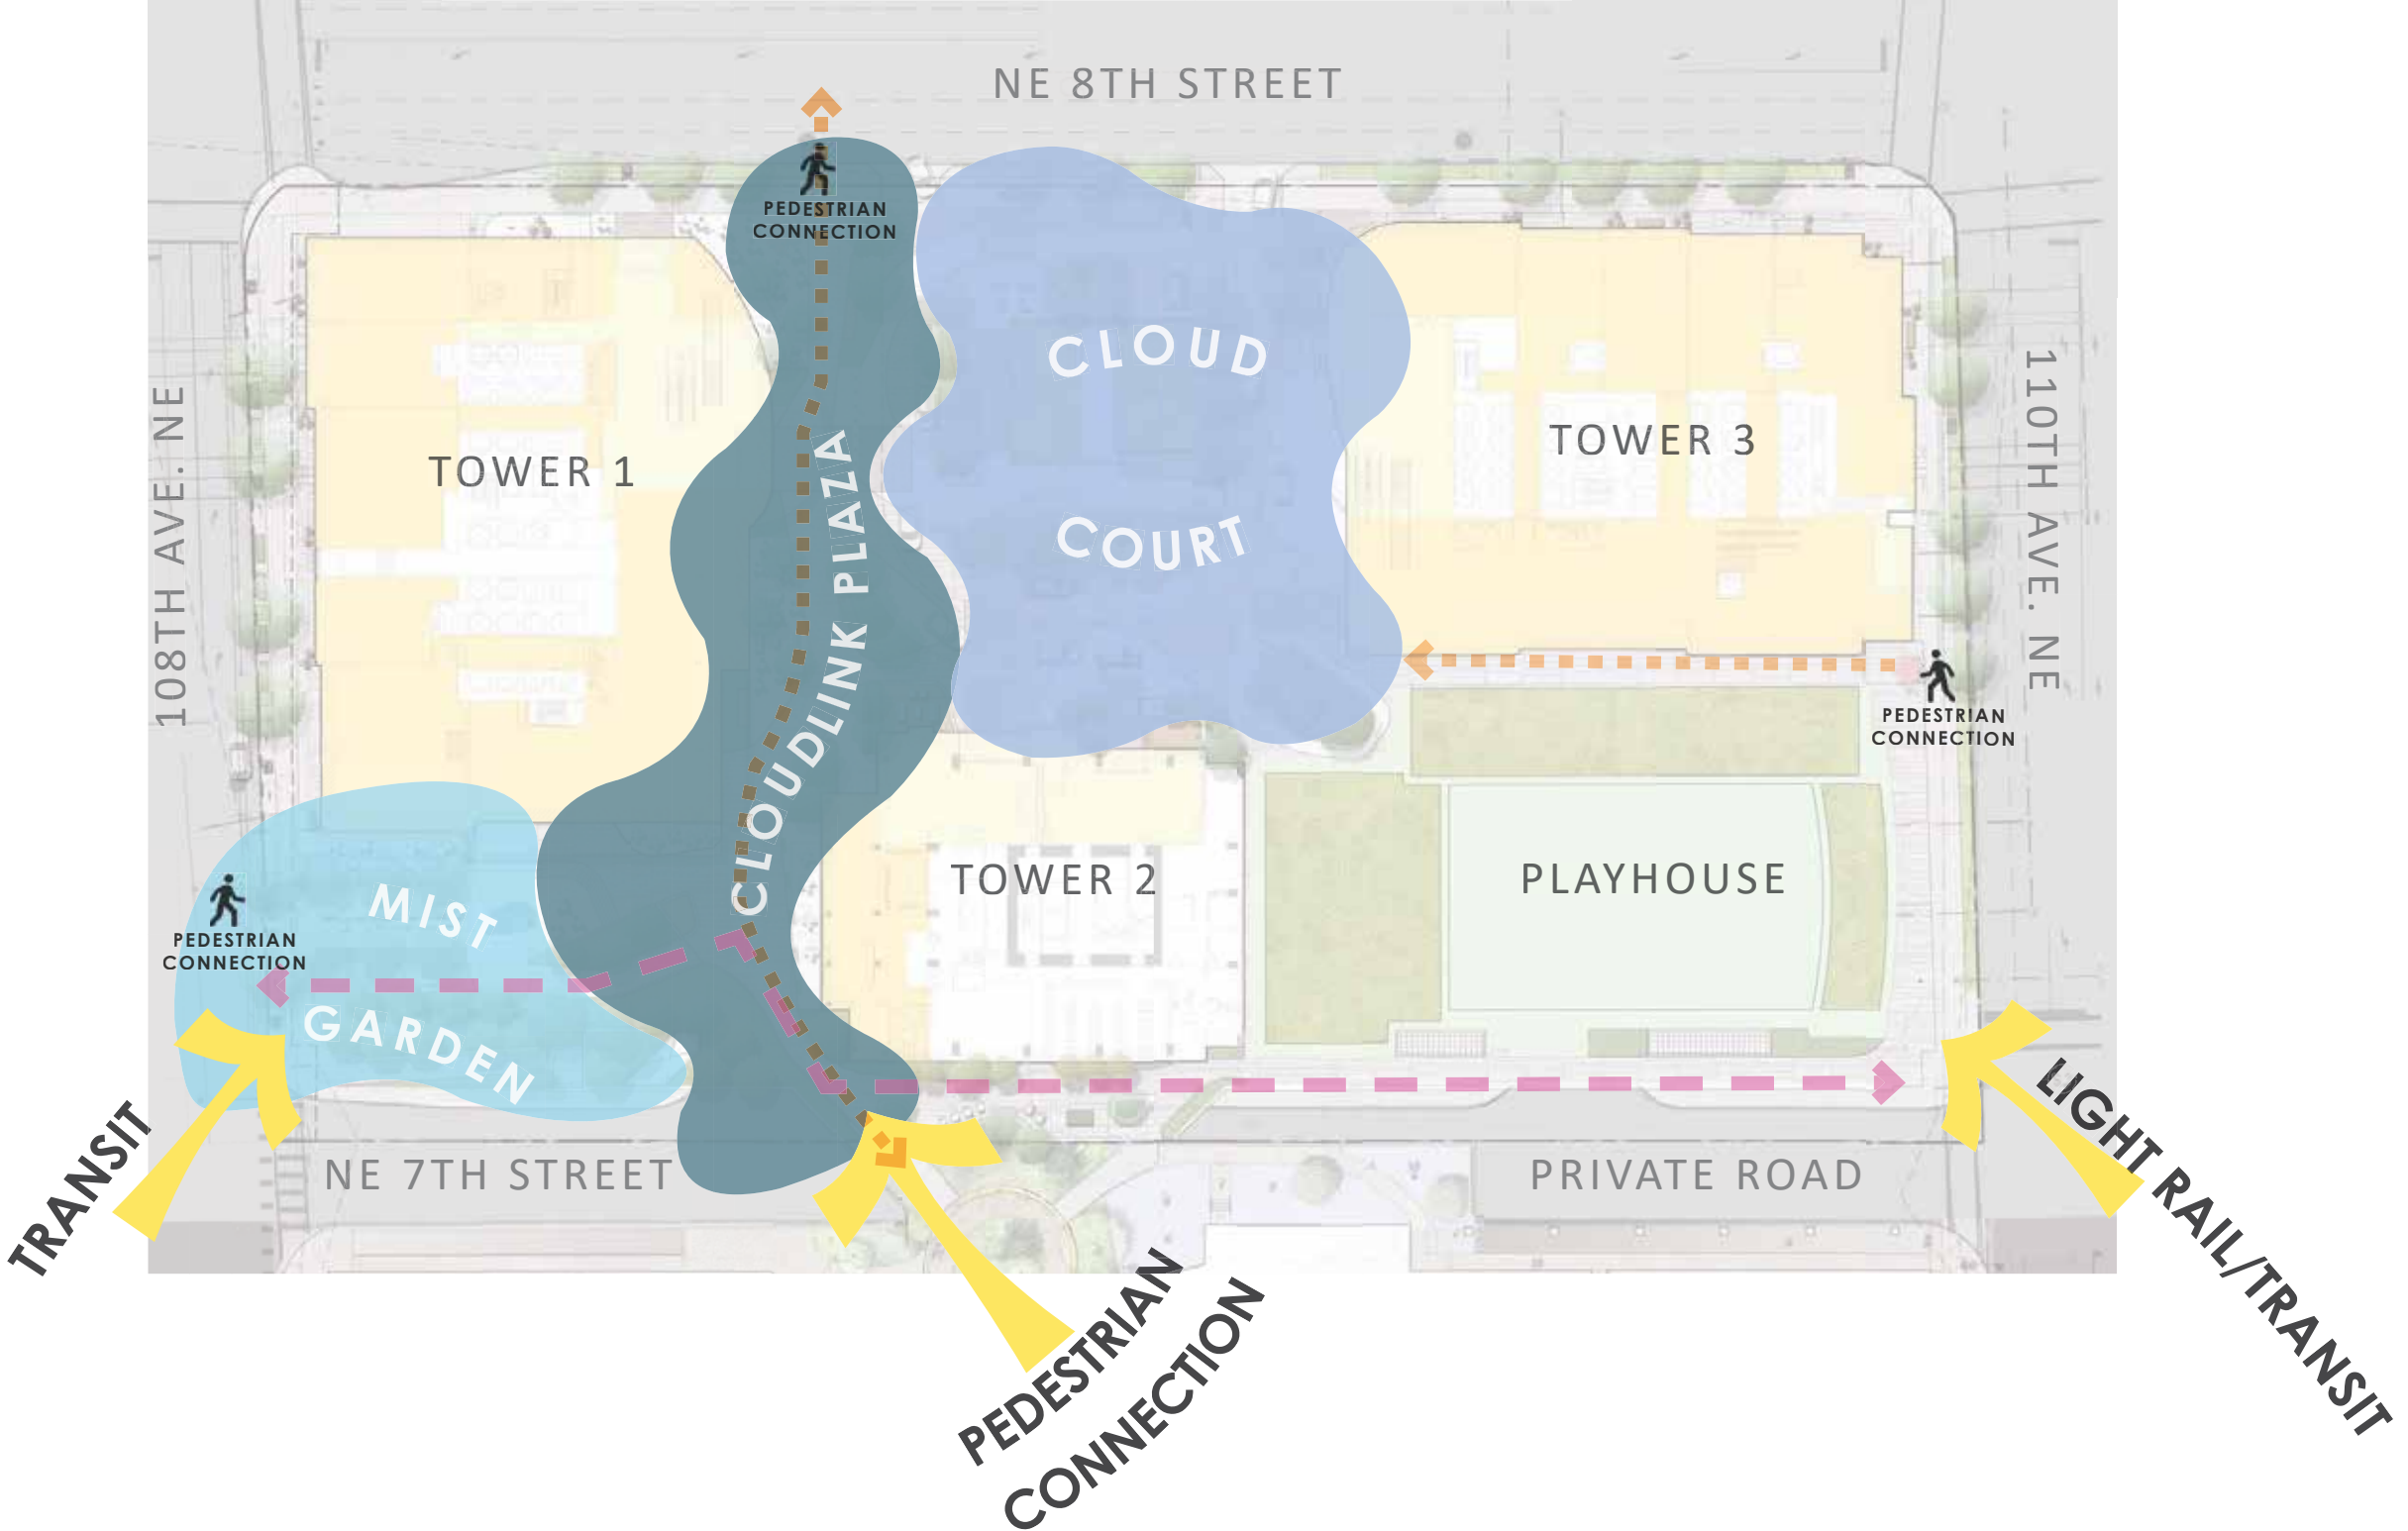 NE 8TH STREET
PEDESTRIAN
CONNECTION
CLOUD
COURT
TOWER 1
TOWER 3
108TH AVE. NE
110TH AVE. NE
CLOUDLINK PLAZA
PEDESTRIAN
CONNECTION
TOWER 2
PLAYHOUSE
MIST
GARDEN
PEDESTRIAN
CONNECTION
TRANSIT
NE 7TH STREET
PRIVATE ROAD
LIGHT RAIL/TRANSIT
PEDESTRIAN
CONNECTION